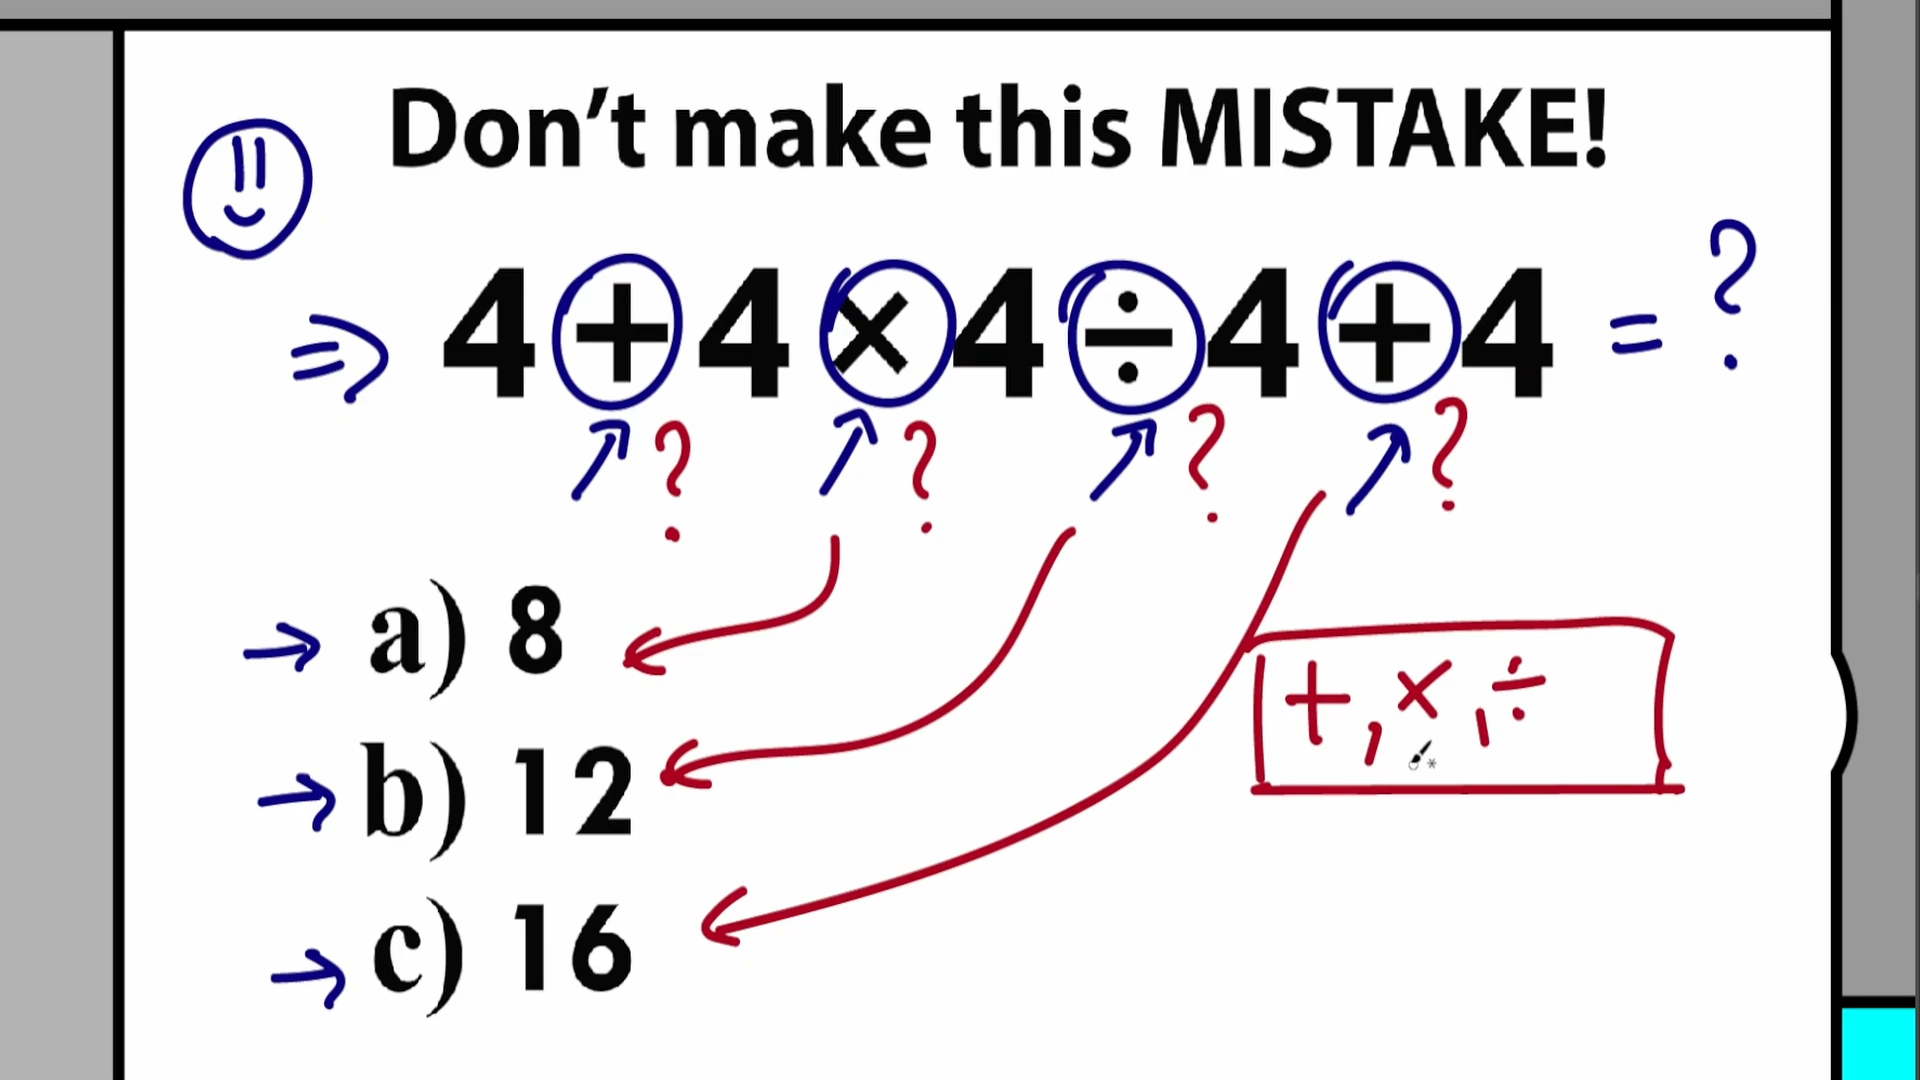 Don't make this MISTAKE!
⇒ 4+4×4÷4+4 = ?
? ? ? ?
→ a) 8
+, ×, ÷
→ b) 12
→ c) 16